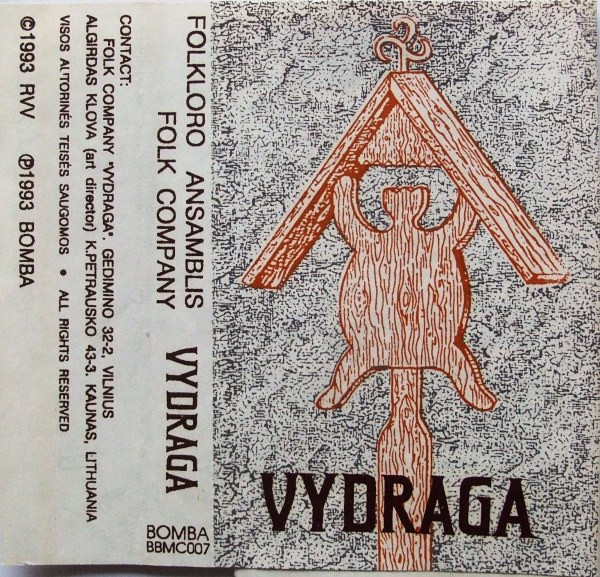 FOLKLORO ANSAMBLIS
FOLK COMPANY
VYDRAGA
CONTACT:
FOLK COMPANY "VYDRAGA". GEDIMINO 32-2, VILNIUS
ALGIRDAS KLOVA (art director) K.PETRAUSKO 43-3. KAUNAS, LITHUANIA
VISOS AUTORINĖS TEISĖS SAUGOMOS ● ALL RIGHTS RESERVED
©1993 RVV ℗1993 BOMBA
BOMBA
BBMC007
VYDRAGA